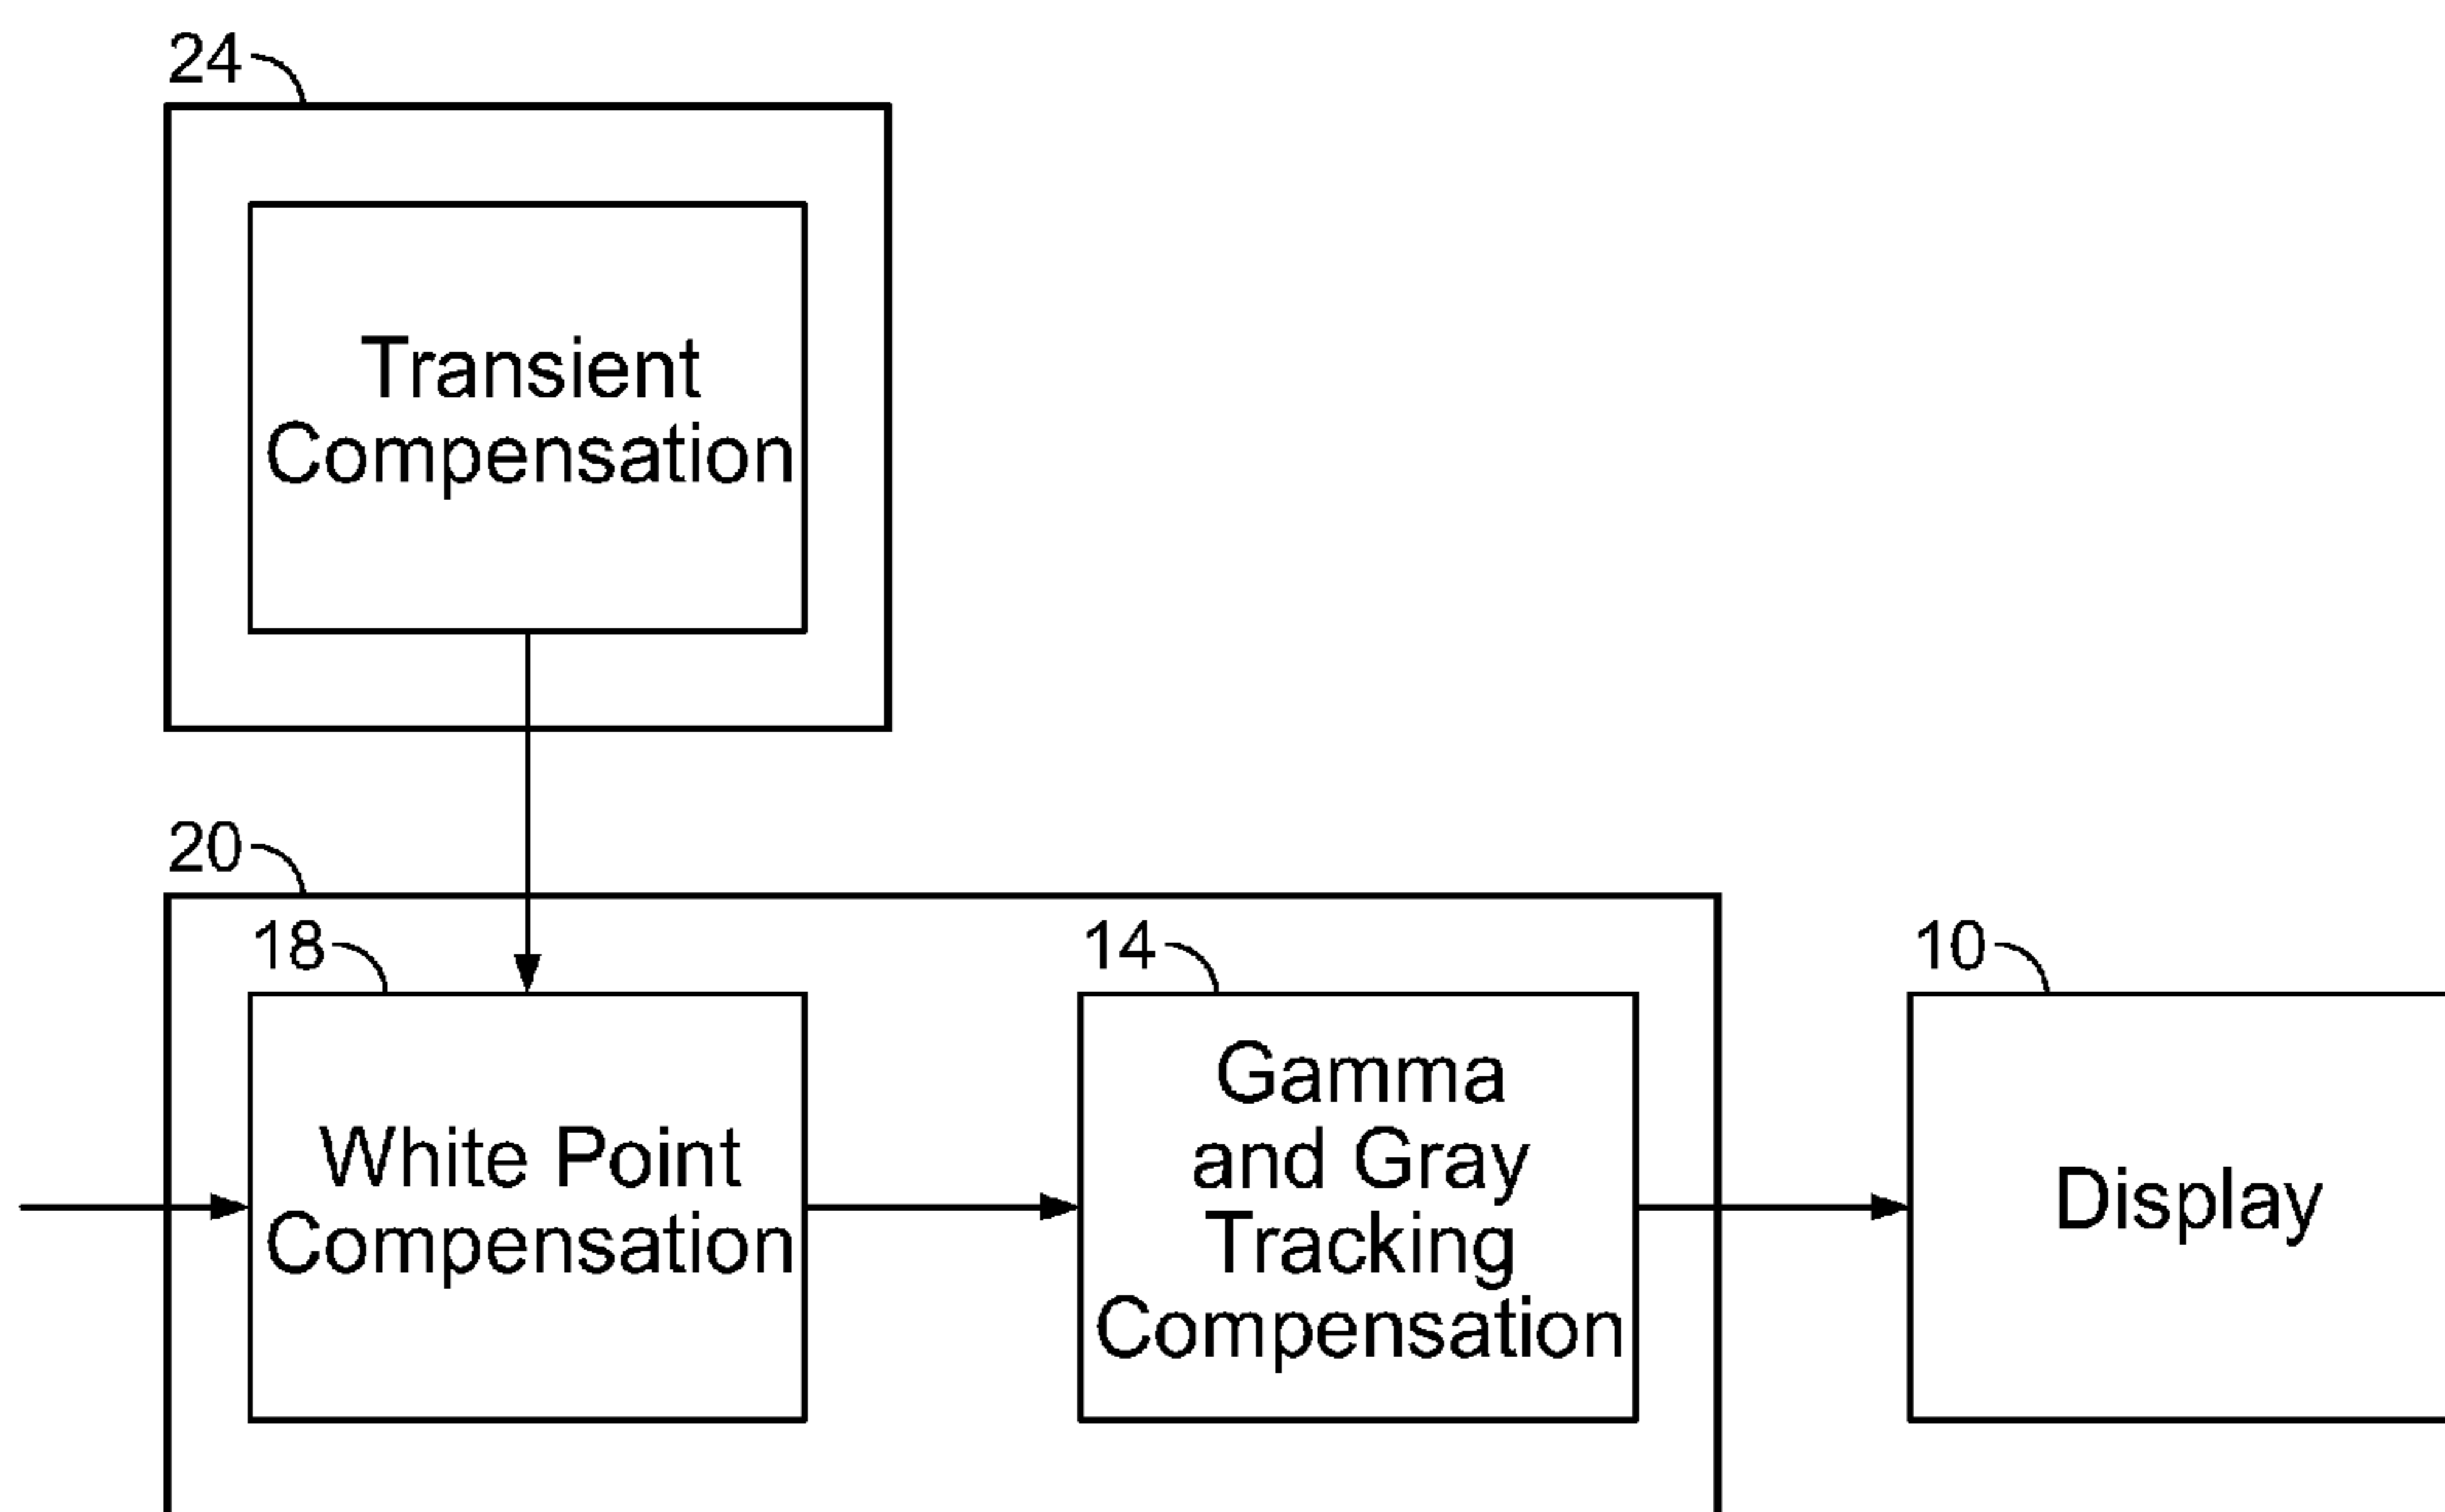 24
Transient
Compensation
20
18
14
10
White Point
Compensation
Gamma
and Gray
Tracking
Compensation
Display